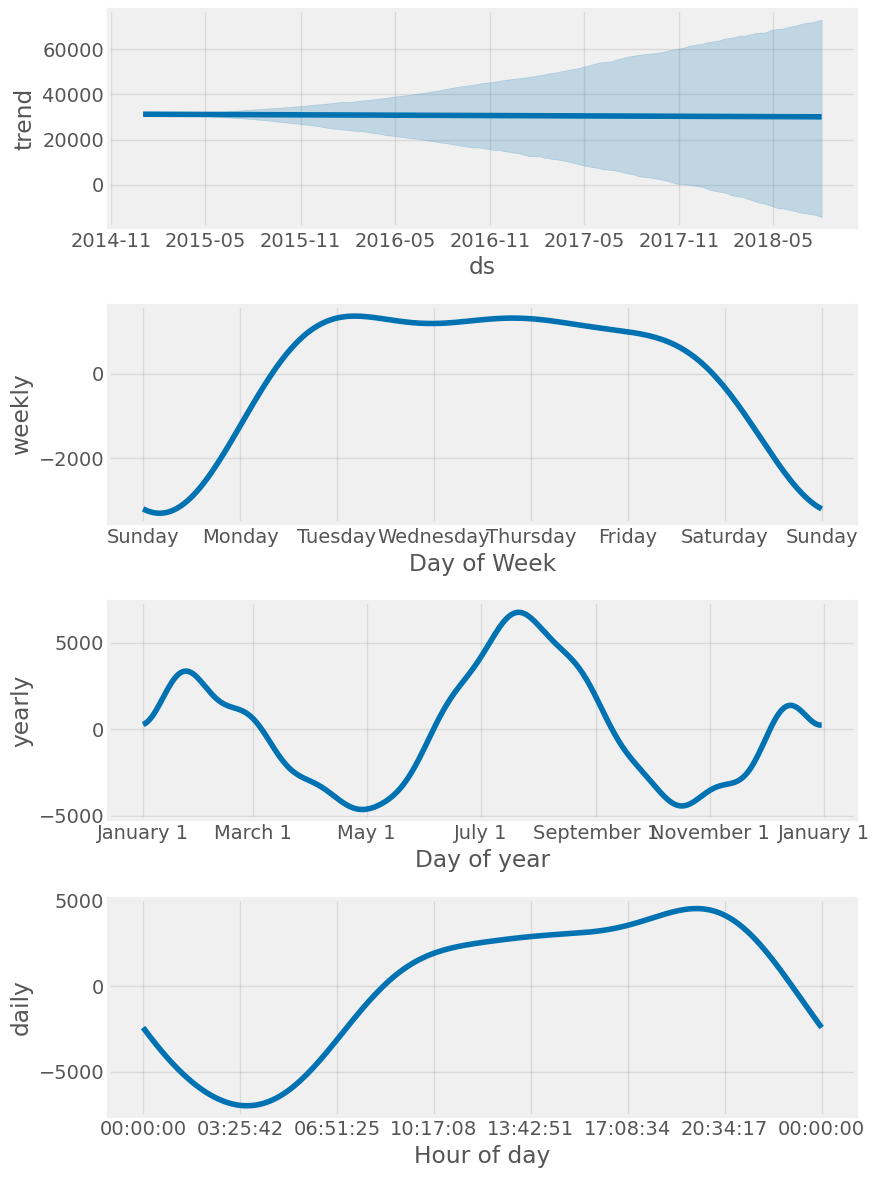 60000
40000
20000
0
trend
2014-11 2015-05 2015-11 2016-05 2016-11 2017-05 2017-11 2018-05
ds
0
−2000
weekly
Sunday Monday Tuesday Wednesday Thursday Friday Saturday Sunday
Day of Week
5000
0
−5000
yearly
January 1 March 1 May 1 July 1 September 1 November 1 January 1
Day of year
5000
0
−5000
daily
00:00:00 03:25:42 06:51:25 10:17:08 13:42:51 17:08:34 20:34:17 00:00:00
Hour of day